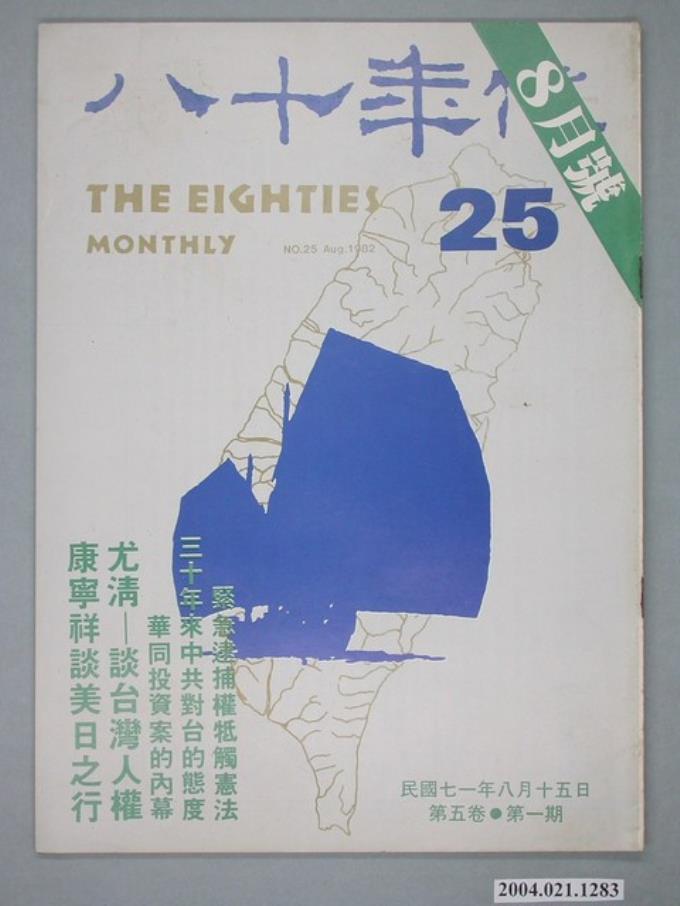 八十年代
8月號
THE EIGHTIES
MONTHLY
NO.25 Aug.1982
25
緊急逮捕權牴觸憲法
三十年來中共對台的態度
華同投資案的內幕
尤清—談台灣人權
康寧祥談美日之行
民國七一年八月十五日
第五卷●第一期
2004.021.1283